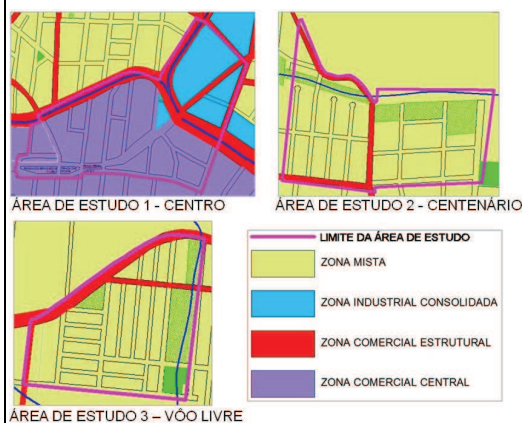 ÁREA DE ESTUDO 1 - CENTRO
ÁREA DE ESTUDO 2 - CENTENÁRIO
LIMITE DA ÁREA DE ESTUDO
ZONA MISTA
ZONA INDUSTRIAL CONSOLIDADA
ZONA COMERCIAL ESTRUTURAL
ZONA COMERCIAL CENTRAL
ÁREA DE ESTUDO 3 – VÔO LIVRE